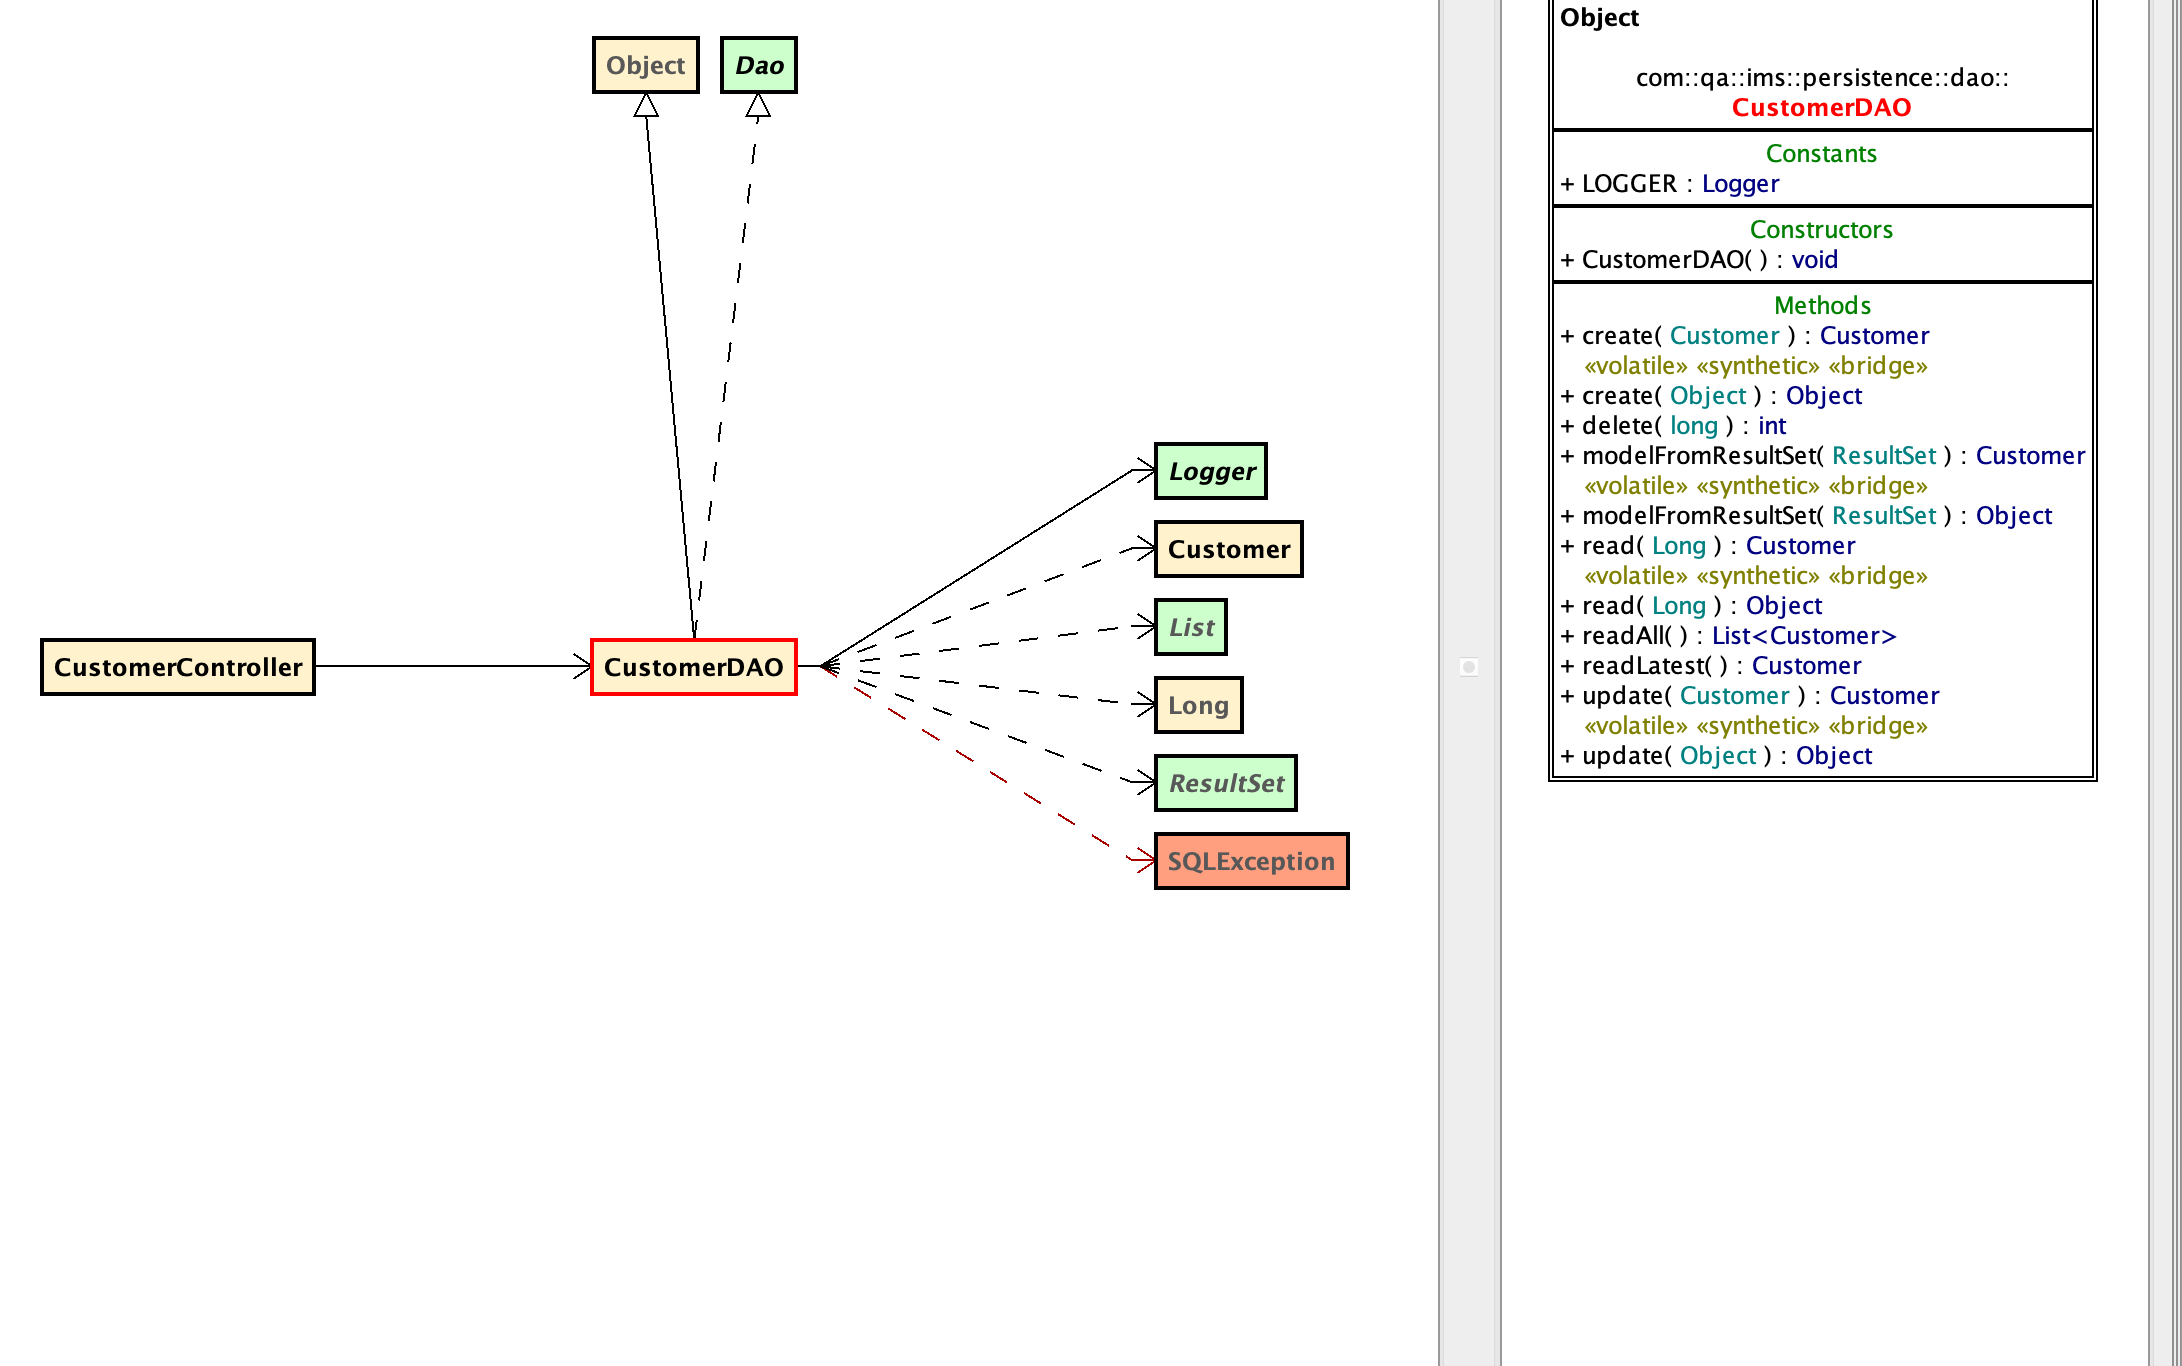 Object
Dao
Logger
Customer
List
CustomerController
CustomerDAO
Long
ResultSet
SQLException
Object
com::qa::ims::persistence::dao::
CustomerDAO
Constants
+ LOGGER : Logger
Constructors
+ CustomerDAO( ) : void
Methods
+ create( Customer ) : Customer
«volatile» «synthetic» «bridge»
+ create( Object ) : Object
+ delete( long ) : int
+ modelFromResultSet( ResultSet ) : Customer
«volatile» «synthetic» «bridge»
+ modelFromResultSet( ResultSet ) : Object
+ read( Long ) : Customer
«volatile» «synthetic» «bridge»
+ read( Long ) : Object
+ readAll( ) : List<Customer>
+ readLatest( ) : Customer
+ update( Customer ) : Customer
«volatile» «synthetic» «bridge»
+ update( Object ) : Object